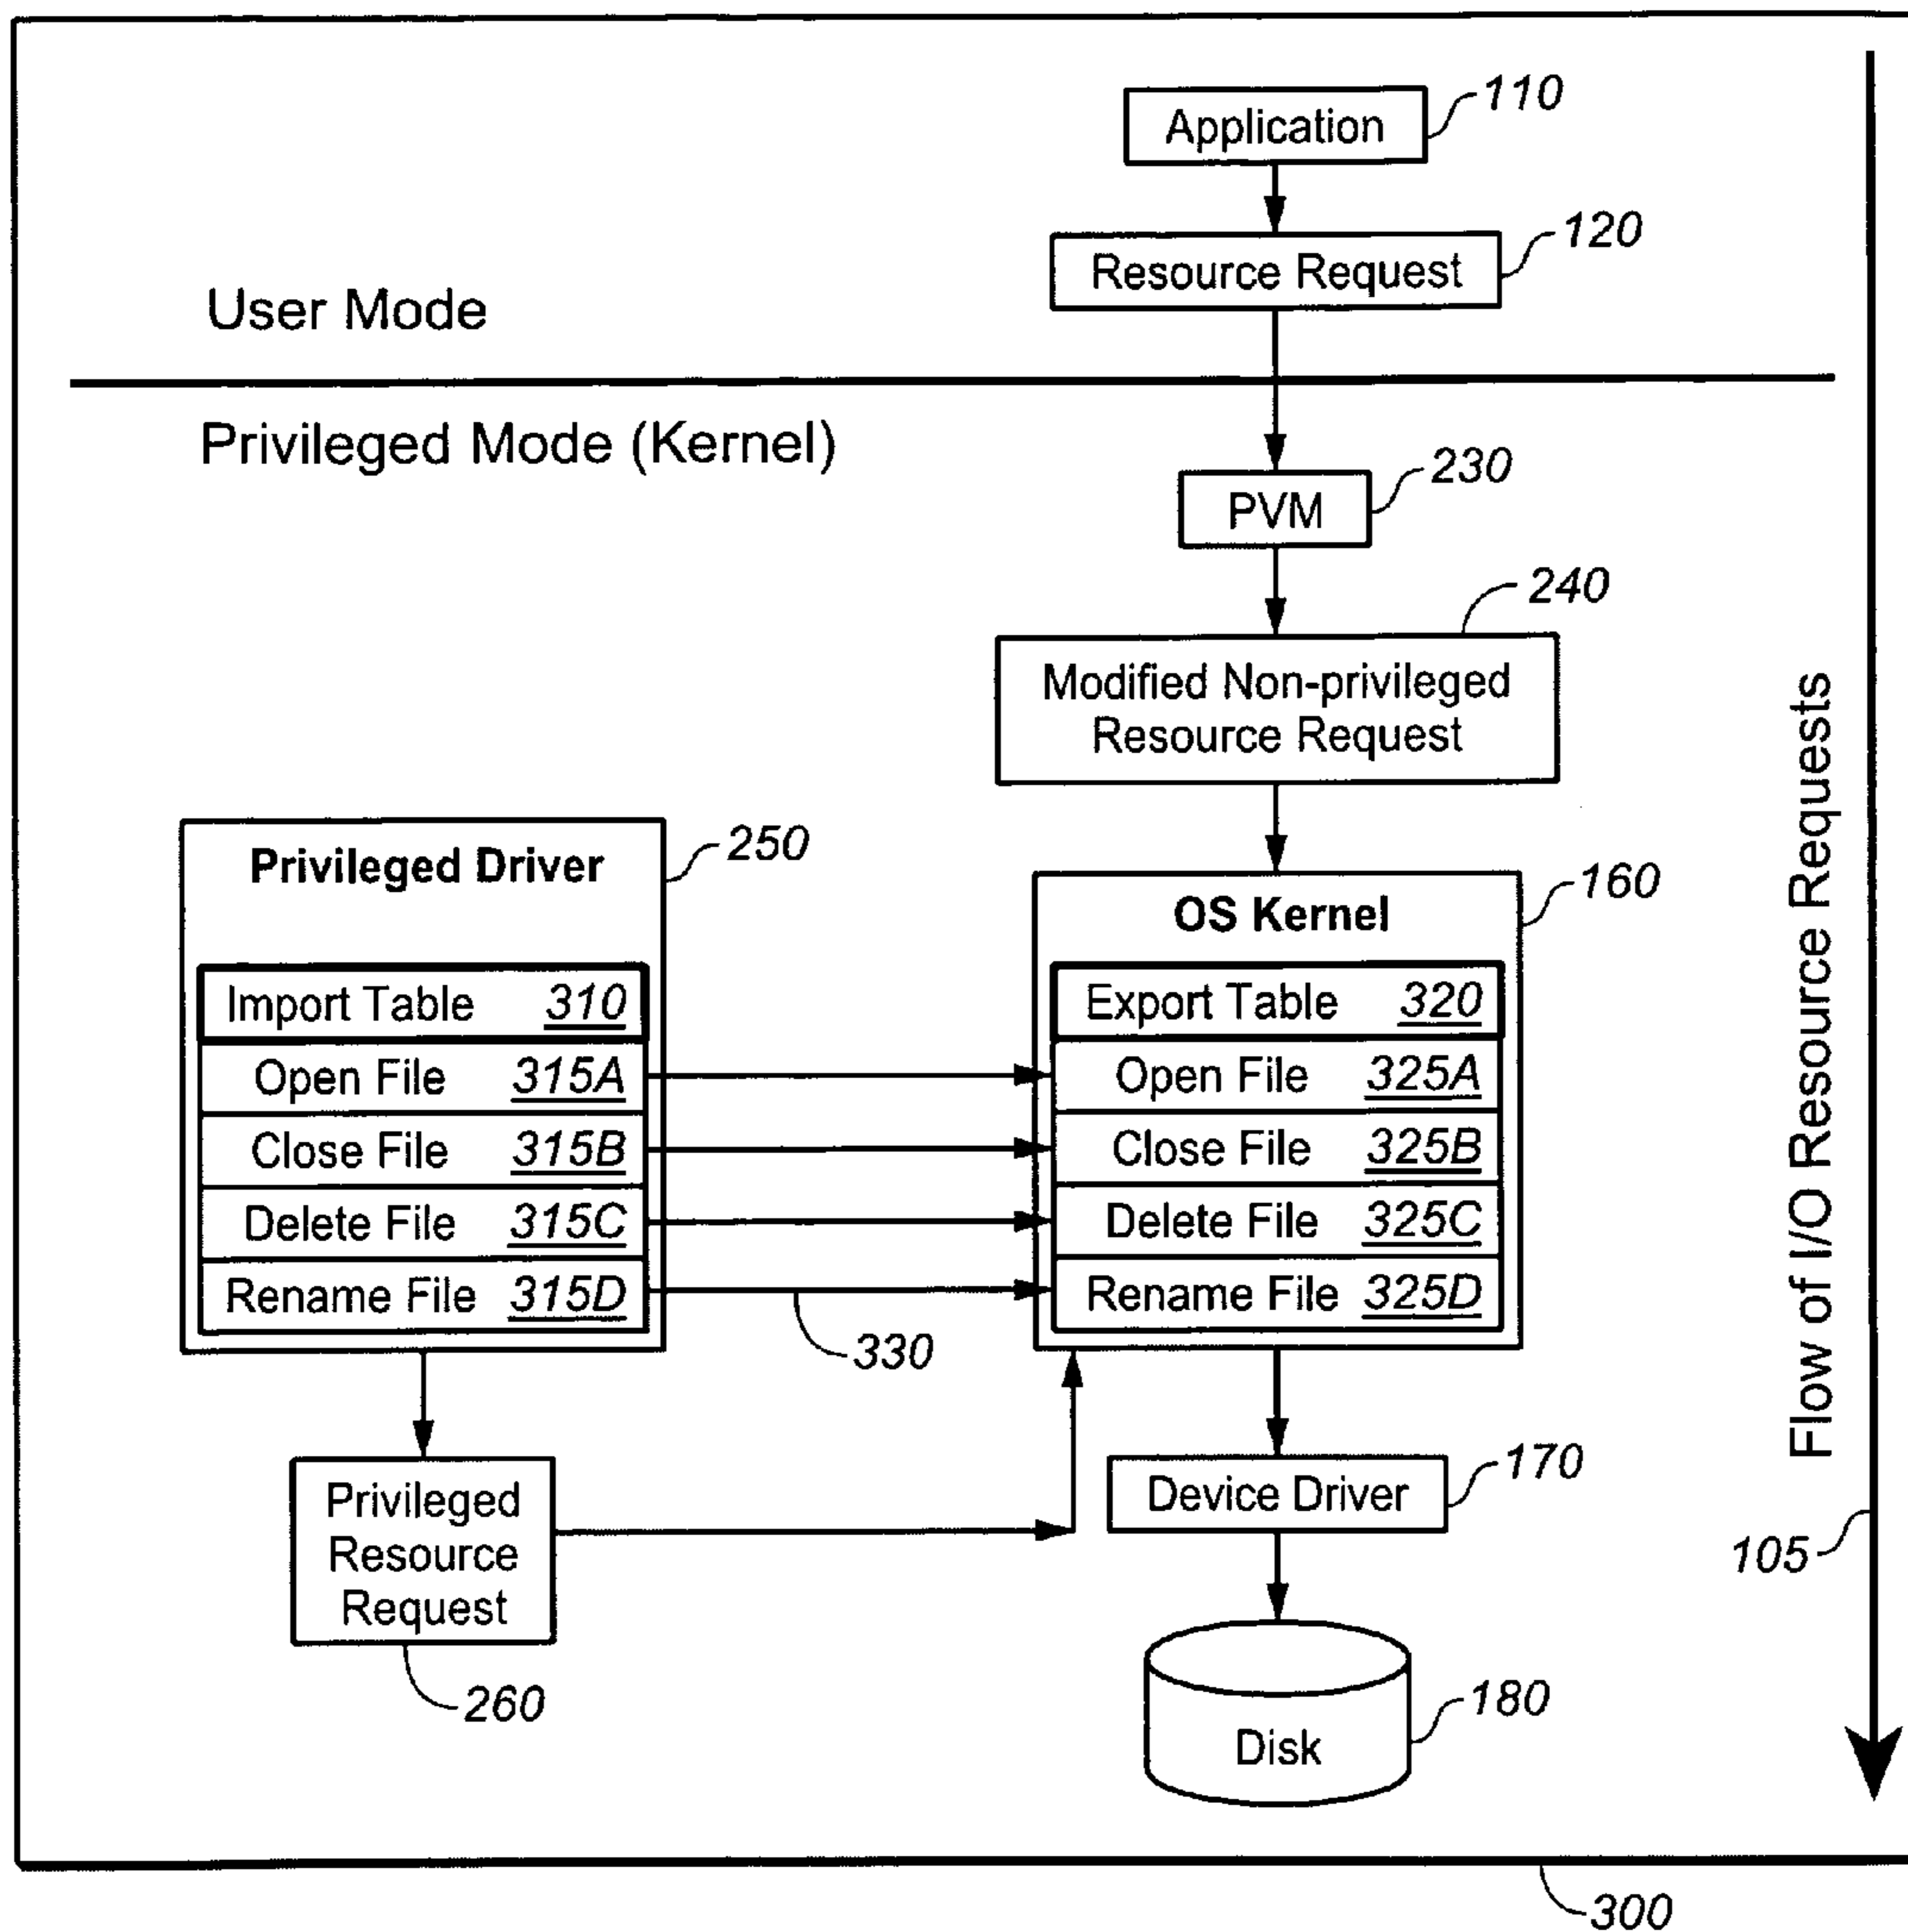 110
Application
120
Resource Request
User Mode
Privileged Mode (Kernel)
230
PVM
240
Modified Non-privileged
Resource Request
250
Privileged Driver
Import Table 310
Open File 315A
Close File 315B
Delete File 315C
Rename File 315D
160
OS Kernel
Export Table 320
Open File 325A
Close File 325B
Delete File 325C
Rename File 325D
330
Privileged
Resource
Request
260
170
Device Driver
180
Disk
Flow of I/O Resource Requests
105
300